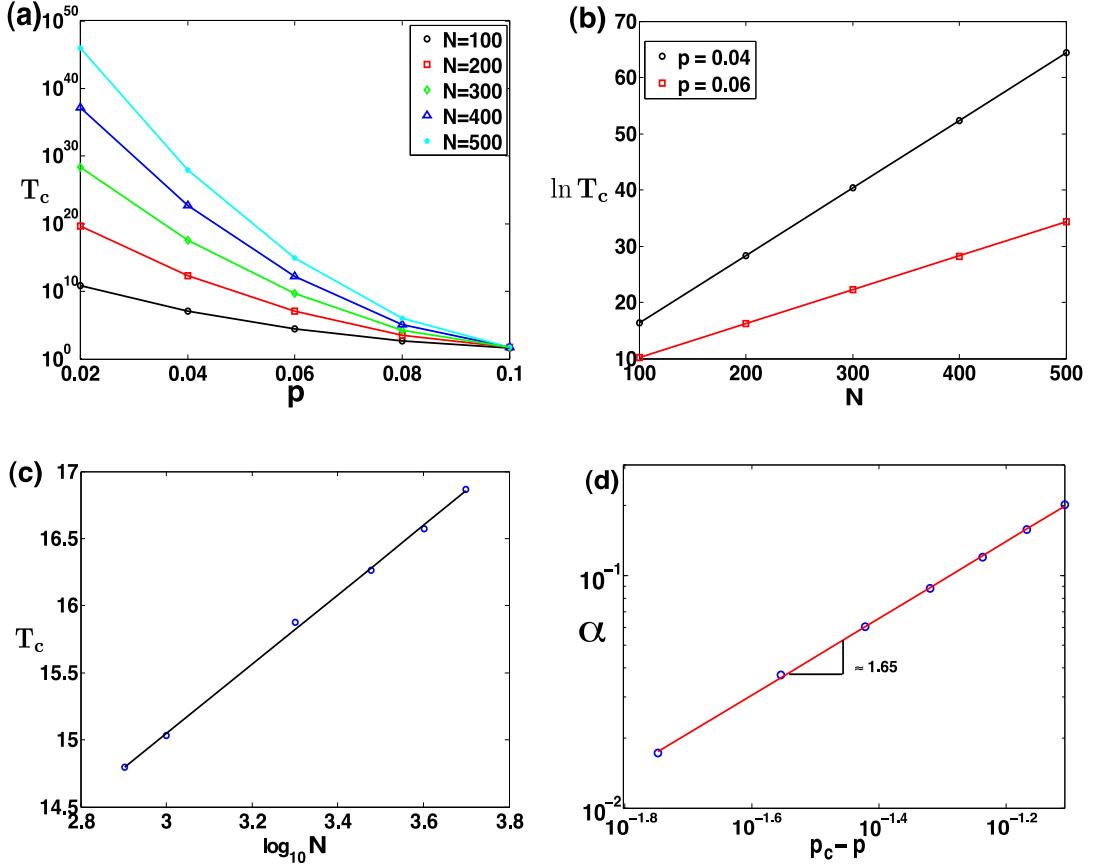 (a)
10^50
10^40
10^30
10^20
10^10
10^0
T_c
0.02
0.04
0.06
0.08
0.1
p
N=100
N=200
N=300
N=400
N=500
(b)
70
60
50
40
30
20
10
ln T_c
100
200
300
400
500
N
p = 0.04
p = 0.06
(c)
17
16.5
16
15.5
15
14.5
T_c
2.8
3
3.2
3.4
3.6
3.8
log_10 N
(d)
10^-1
10^-2
α
≈ 1.65
10^-1.8
10^-1.6
10^-1.4
10^-1.2
p_c – p